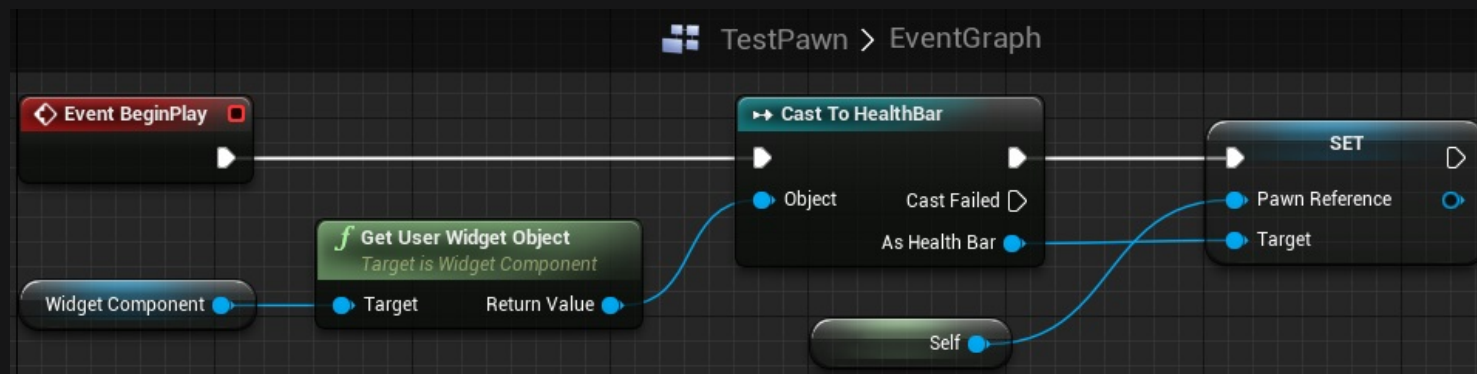 TestPawn > EventGraph
Event BeginPlay
Cast To HealthBar
SET
Object
Cast Failed
Pawn Reference
As Health Bar
Target
f Get User Widget Object
Target is Widget Component
Widget Component
Target
Return Value
Self